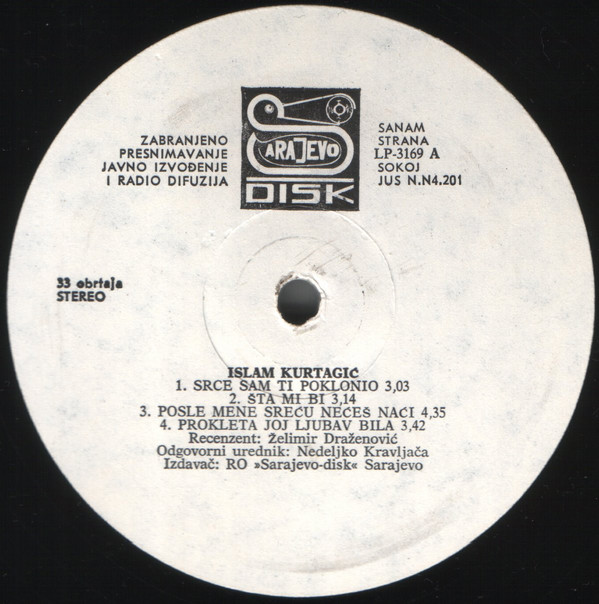 ZABRANJENO
PRESNIMAVANJE
JAVNO IZVOĐENJE
I RADIO DIFUZIJA
SARAJEVO
DISK
SANAM
STRANA
LP-3169 A
SOKOJ
JUS N.N4.201
33 obrtaja
STEREO
ISLAM KURTAGIĆ
1. SRCE SAM TI POKLONIO 3,03
2. ŠTA MI BI 3,14
3. POSLE MENE SREĆU NEĆEŠ NAĆI 4,35
4. PROKLETA JOJ LJUBAV BILA 3,42
Recenzent: Želimir Draženović
Odgovorni urednik: Nedeljko Kravljača
Izdavač: RO »Sarajevo-disk« Sarajevo